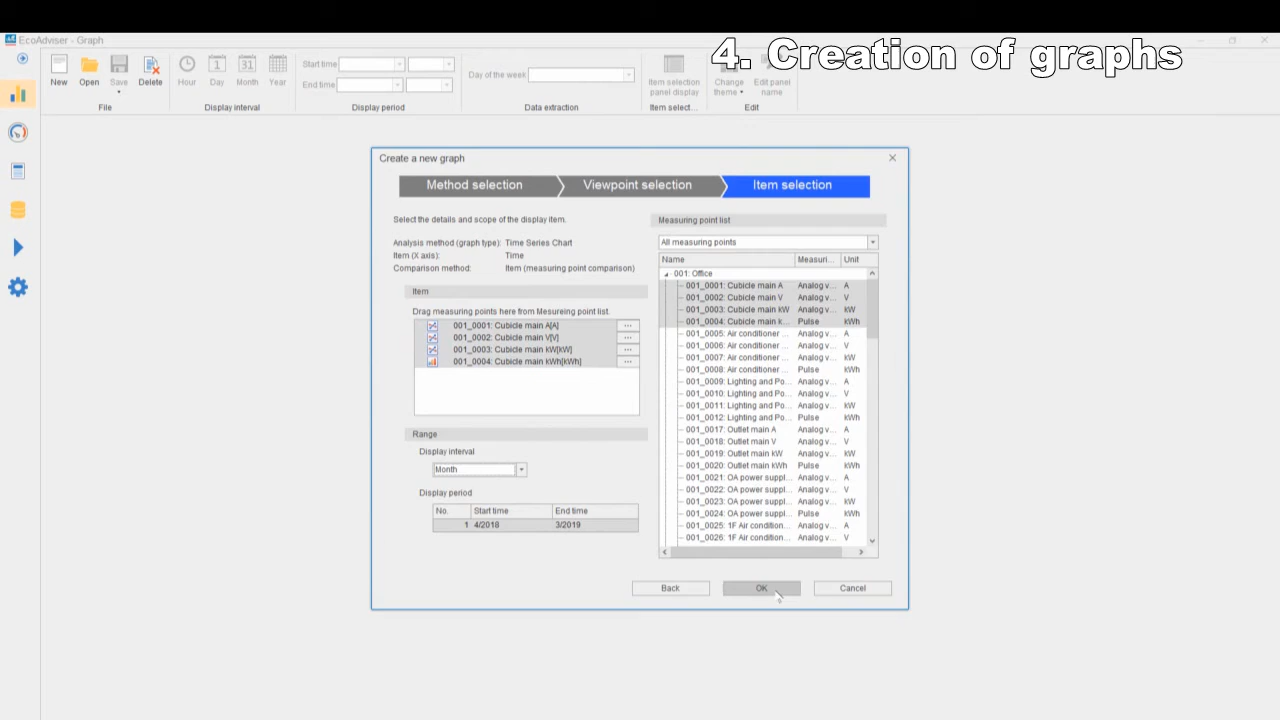 EcoAdviser - Graph
4. Creation of graphs
New
Open
Save
Delete
File
Hour
Day
Month
Year
Display interval
Start time
End time
Display period
Day of the week
Data extraction
Item selection
panel display
Item select...
Change
theme
Edit panel
name
Edit
Create a new graph
Method selection
Viewpoint selection
Item selection
Select the details and scope of the display item.
Analysis method (graph type): Time Series Chart
Item (X axis): Time
Comparison method: Item (measuring point comparison)
Item
Drag measuring points here from Mesureing point list.
001_0001: Cubicle main A[A] ...
001_0002: Cubicle main V[V] ...
001_0003: Cubicle main kW[kW] ...
001_0004: Cubicle main kWh[kWh] ...
Range
Display interval
Month
Display period
No. Start time End time
1 4/2018 3/2019
Measuring point list
All measuring points
Name Measuri... Unit
001: Office
001_0001: Cubicle main A Analog v... A
001_0002: Cubicle main V Analog v... V
001_0003: Cubicle main kW Analog v... kW
001_0004: Cubicle main k... Pulse kWh
001_0005: Air conditioner ... Analog v... A
001_0006: Air conditioner ... Analog v... V
001_0007: Air conditioner ... Analog v... kW
001_0008: Air conditioner ... Pulse kWh
001_0009: Lighting and Po... Analog v... A
001_0010: Lighting and Po... Analog v... V
001_0011: Lighting and Po... Analog v... kW
001_0012: Lighting and Po... Pulse kWh
001_0017: Outlet main A Analog v... A
001_0018: Outlet main V Analog v... V
001_0019: Outlet main kW Analog v... kW
001_0020: Outlet main kWh Pulse kWh
001_0021: OA power suppl... Analog v... A
001_0022: OA power suppl... Analog v... V
001_0023: OA power suppl... Analog v... kW
001_0024: OA power suppl... Pulse kWh
001_0025: 1F Air condition... Analog v... A
001_0026: 1F Air condition... Analog v... V
Back
OK
Cancel